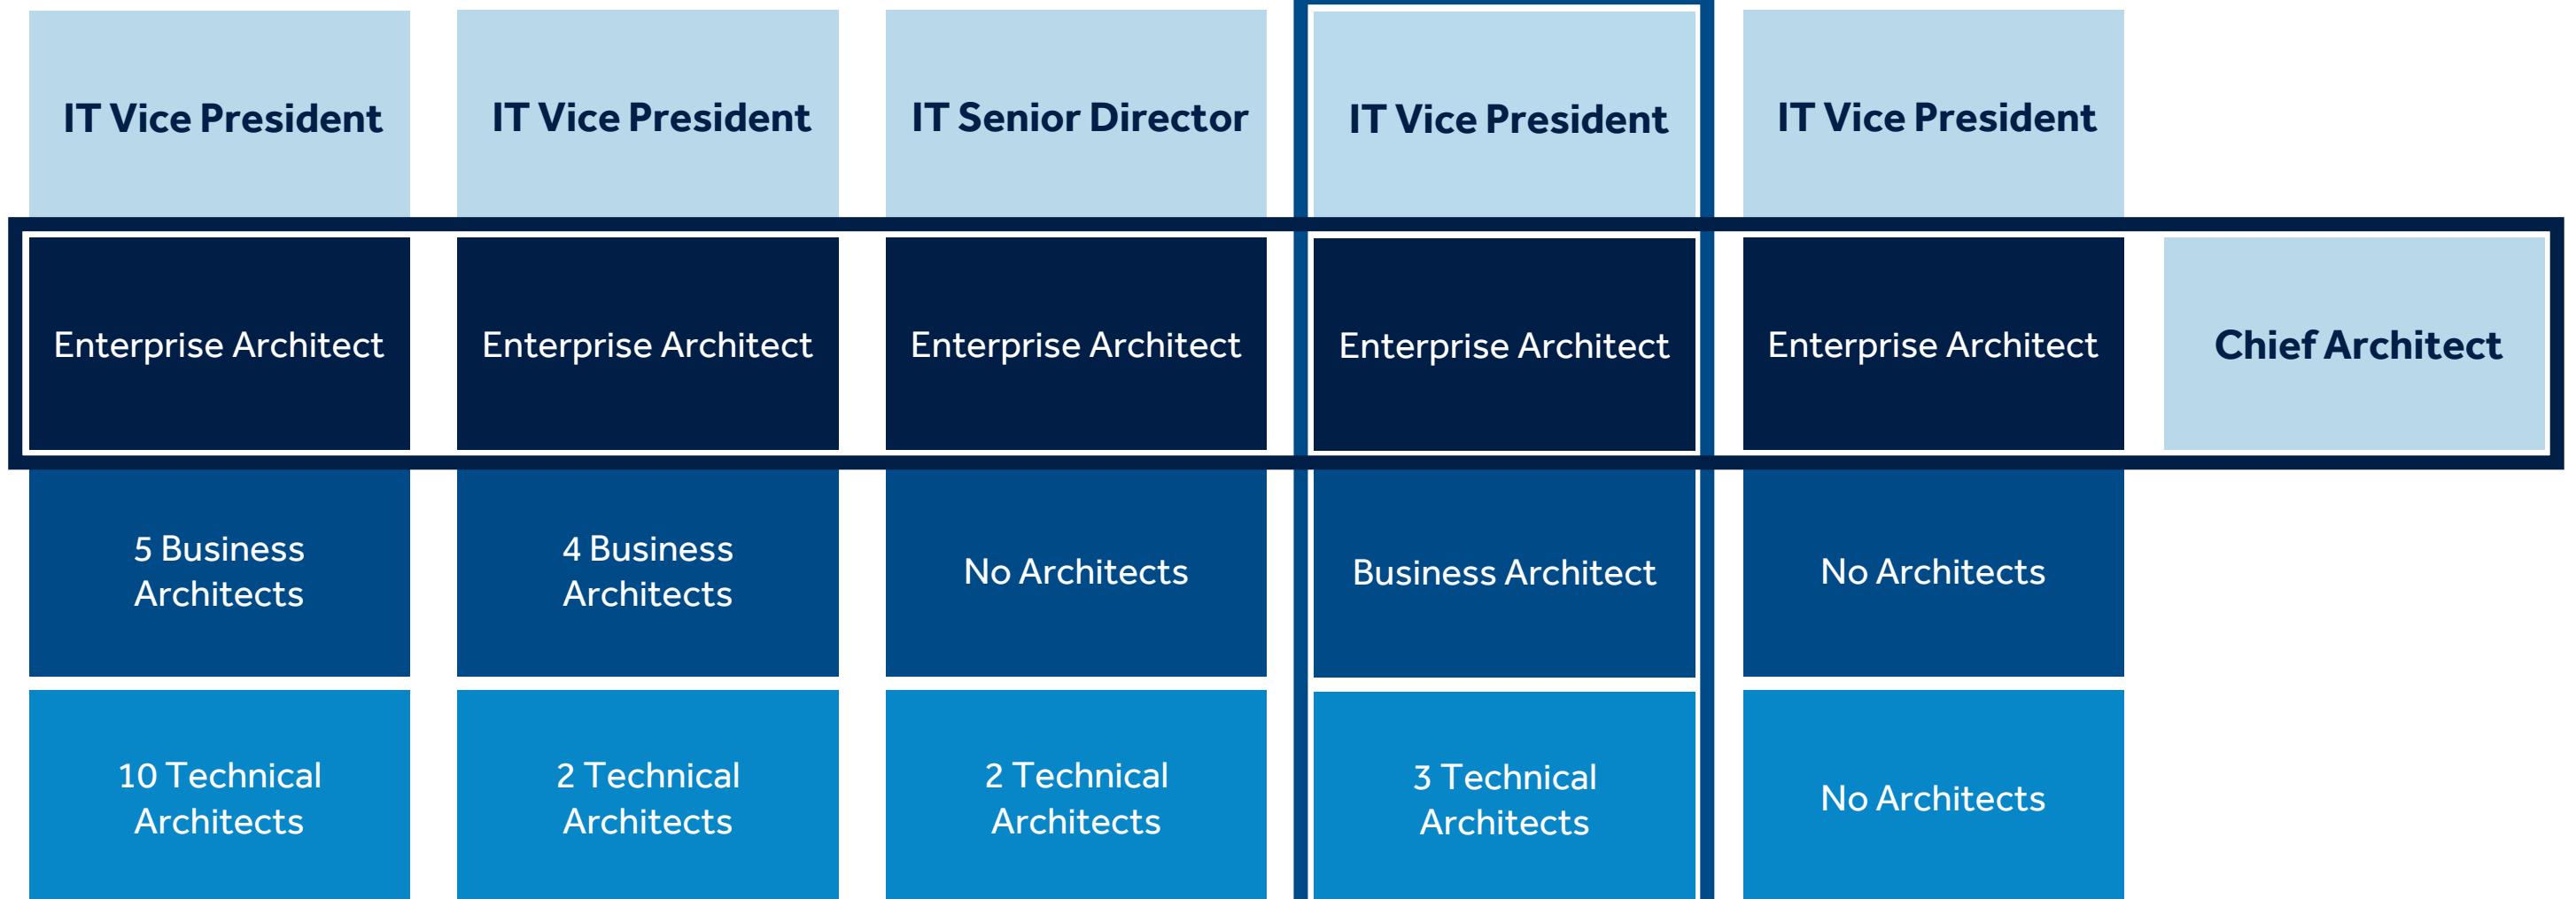 IT Vice President
IT Vice President
IT Senior Director
IT Vice President
IT Vice President
Enterprise Architect
Enterprise Architect
Enterprise Architect
Enterprise Architect
Enterprise Architect
Chief Architect
5 Business
Architects
4 Business
Architects
No Architects
Business Architect
No Architects
10 Technical
Architects
2 Technical
Architects
2 Technical
Architects
3 Technical
Architects
No Architects